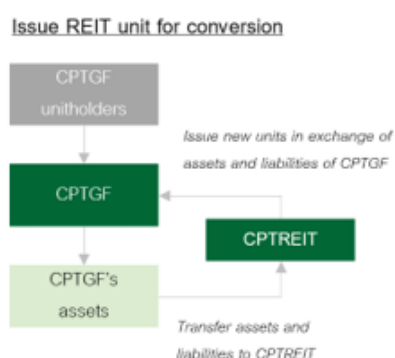 Issue REIT unit for conversion
CPTGF
unitholders
Issue new units in exchange of
assets and liabilities of CPTGF
CPTGF
CPTREIT
CPTGF's
assets
Transfer assets and
liabilities to CPTREIT